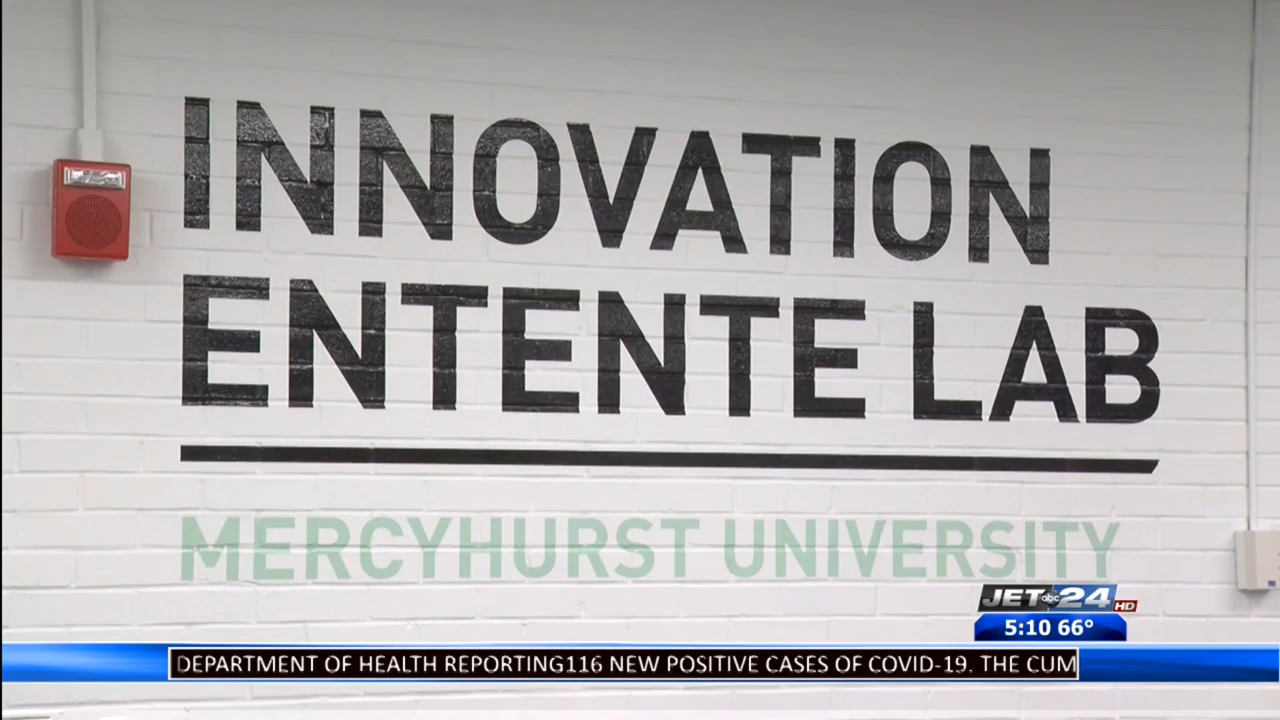 INNOVATION
ENTENTE LAB
MERCYHURST UNIVERSITY
JET abc 24 HD
5:10 66°
DEPARTMENT OF HEALTH REPORTING116 NEW POSITIVE CASES OF COVID-19. THE CUM